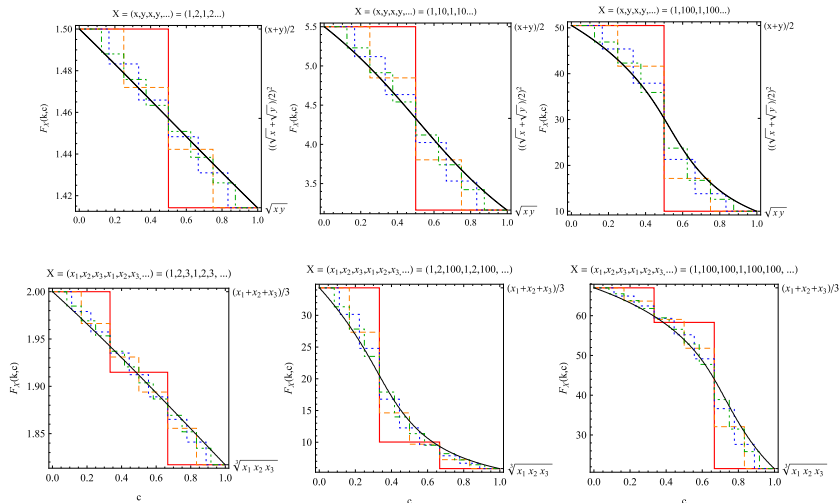 X = (x,y,x,y,...) = (1,2,1,2...)
1.50
1.48
1.46
1.44
1.42
F_X(k,c)
0.0 0.2 0.4 0.6 0.8 1.0
(x+y)/2
((√x + √y)/2)²
√xy
X = (x,y,x,y,...) = (1,10,1,10...)
5.5
5.0
4.5
4.0
3.5
F_X(k,c)
0.0 0.2 0.4 0.6 0.8 1.0
(x+y)/2
((√x + √y)/2)²
√xy
X = (x,y,x,y,...) = (1,100,1,100...)
50
40
30
20
10
F_X(k,c)
0.0 0.2 0.4 0.6 0.8 1.0
(x+y)/2
((√x + √y)/2)²
√xy
X = (x₁,x₂,x₃,x₁,x₂,x₃,...) = (1,2,3,1,2,3, ...)
2.00
1.95
1.90
1.85
F_X(k,c)
0.0 0.2 0.4 0.6 0.8 1.0
c
(x₁+x₂+x₃)/3
∛x₁ x₂ x₃
X = (x₁,x₂,x₃,x₁,x₂,x₃,...) = (1,2,100,1,2,100, ...)
30
25
20
15
10
F_X(k,c)
0.0 0.2 0.4 0.6 0.8 1.0
c
(x₁+x₂+x₃)/3
∛x₁ x₂ x₃
X = (x₁,x₂,x₃,x₁,x₂,x₃,...) = (1,100,100,1,100,100, ...)
60
50
40
30
F_X(k,c)
0.0 0.2 0.4 0.6 0.8 1.0
c
(x₁+x₂+x₃)/3
∛x₁ x₂ x₃